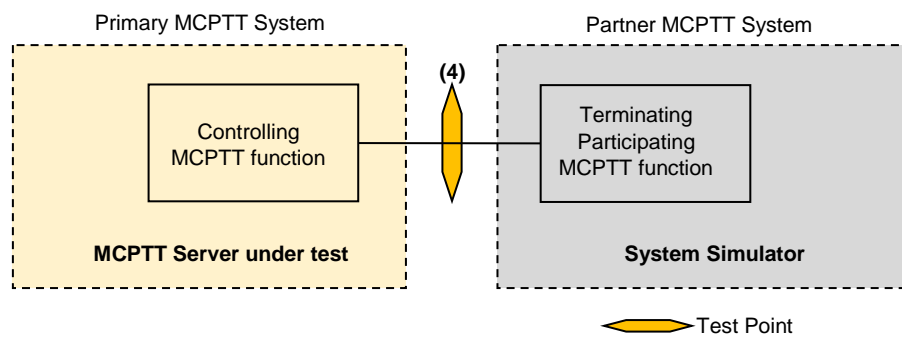 Primary MCPTT System
Partner MCPTT System
(4)
Controlling
MCPTT function
Terminating
Participating
MCPTT function
MCPTT Server under test
System Simulator
Test Point